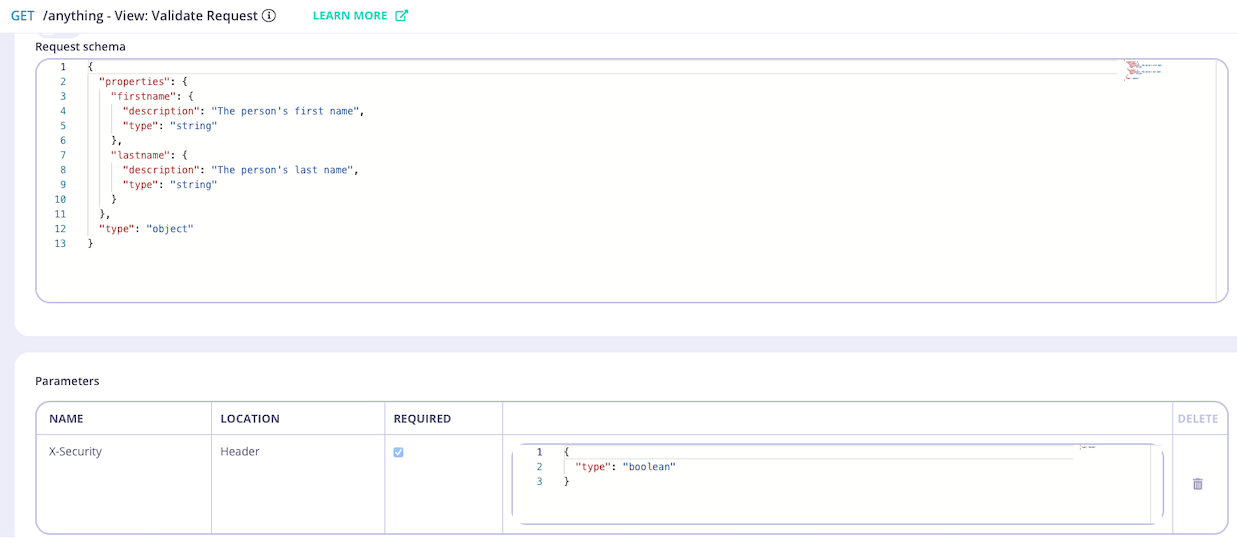 GET /anything - View: Validate Request LEARN MORE
Request schema
1 {
2 "properties": {
3 "firstname": {
4 "description": "The person's first name",
5 "type": "string"
6 },
7 "lastname": {
8 "description": "The person's last name",
9 "type": "string"
10 }
11 },
12 "type": "object"
13 }
Parameters
NAME LOCATION REQUIRED DELETE
X-Security Header
1 {
2 "type": "boolean"
3 }